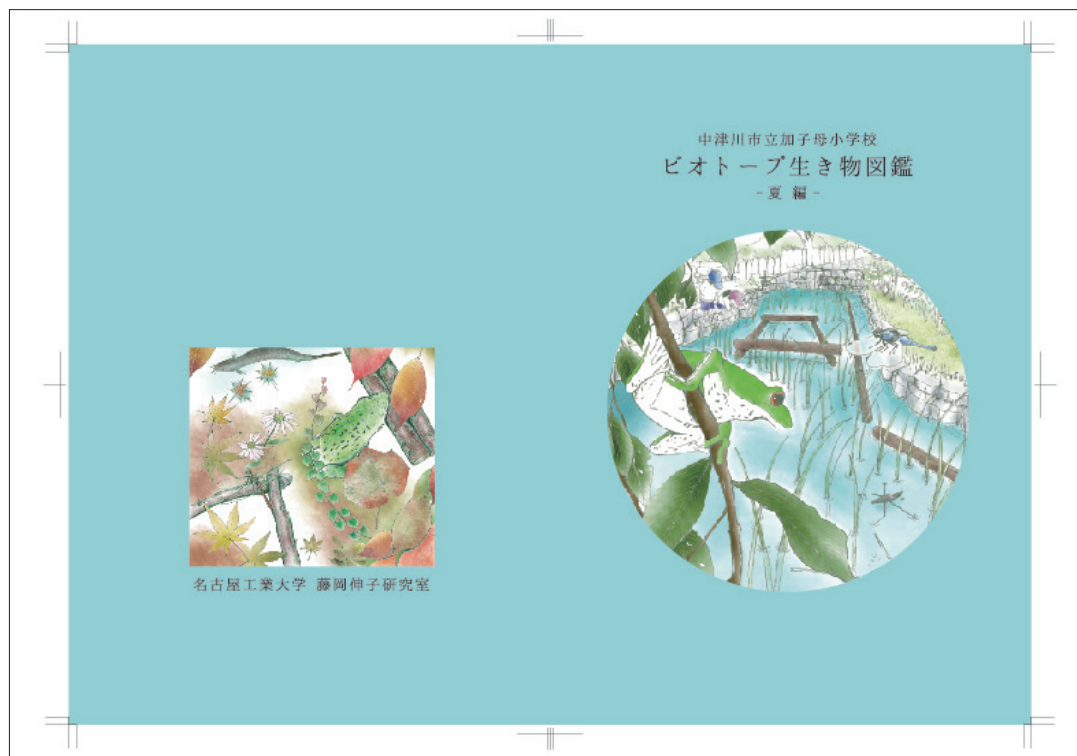 中津川市立加子母小学校
ビオトープ生き物図鑑
- 夏 編 -
名古屋工業大学 藤岡伸子研究室